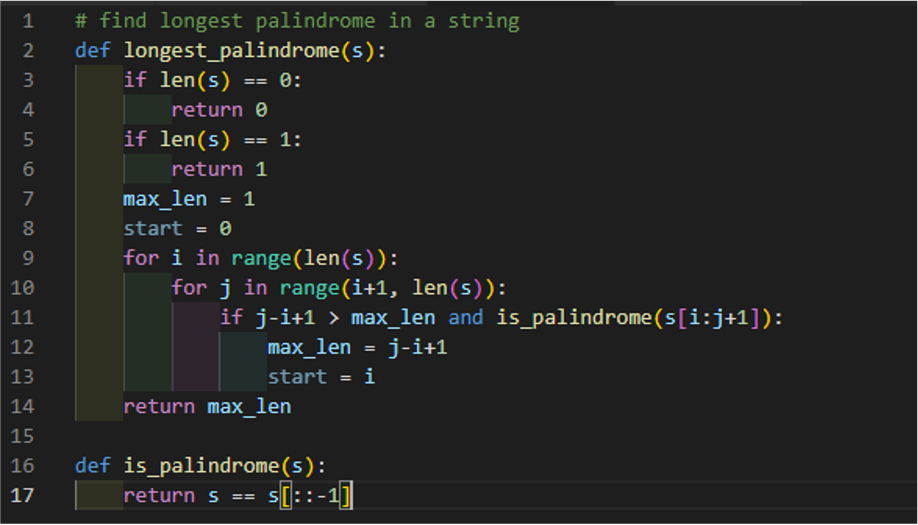 1 # find longest palindrome in a string
2 def longest_palindrome(s):
3     if len(s) == 0:
4         return 0
5     if len(s) == 1:
6         return 1
7     max_len = 1
8     start = 0
9     for i in range(len(s)):
10         for j in range(i+1, len(s)):
11             if j-i+1 > max_len and is_palindrome(s[i:j+1]):
12                 max_len = j-i+1
13                 start = i
14     return max_len
15
16 def is_palindrome(s):
17     return s == s[::-1]